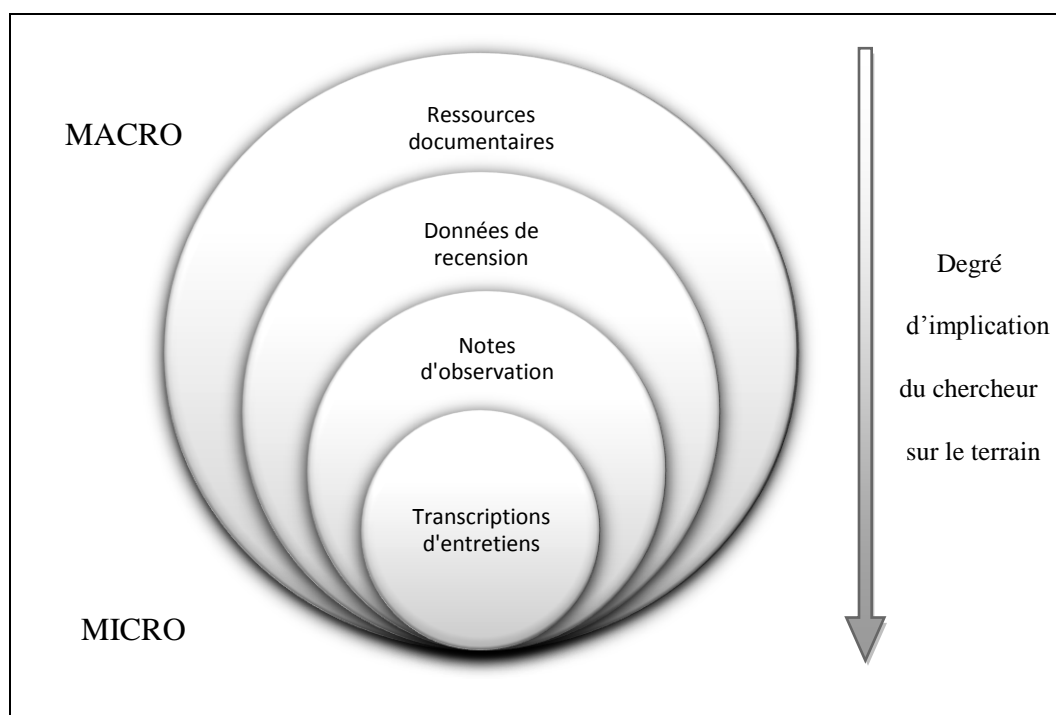 MACRO
Ressources
documentaires
Données de
recension
Notes
d'observation
Transcriptions
d'entretiens
MICRO
Degré
d’implication
du chercheur
sur le terrain